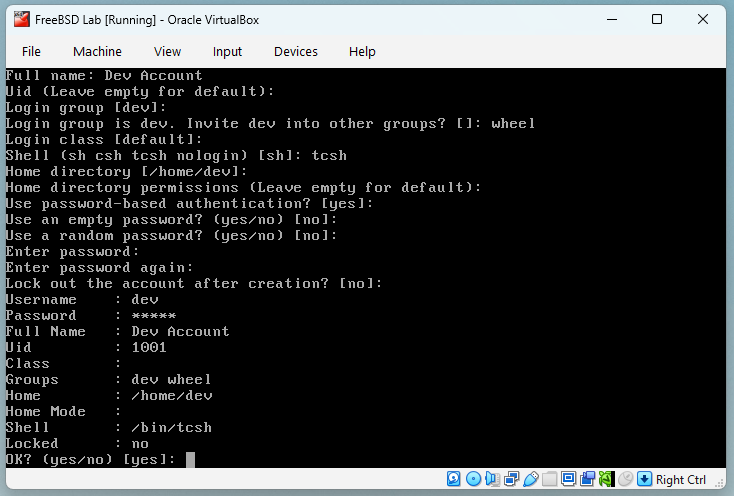 FreeBSD Lab [Running] - Oracle VirtualBox
File Machine View Input Devices Help
Full name: Dev Account
Uid (Leave empty for default):
Login group [dev]:
Login group is dev. Invite dev into other groups? []: wheel
Login class [default]:
Shell (sh csh tcsh nologin) [sh]: tcsh
Home directory [/home/dev]:
Home directory permissions (Leave empty for default):
Use password-based authentication? [yes]:
Use an empty password? (yes/no) [no]:
Use a random password? (yes/no) [no]:
Enter password:
Enter password again:
Lock out the account after creation? [no]:
Username   : dev
Password   : *****
Full Name  : Dev Account
Uid        : 1001
Class      :
Groups     : dev wheel
Home       : /home/dev
Home Mode  :
Shell      : /bin/tcsh
Locked     : no
OK? (yes/no) [yes]:
Right Ctrl